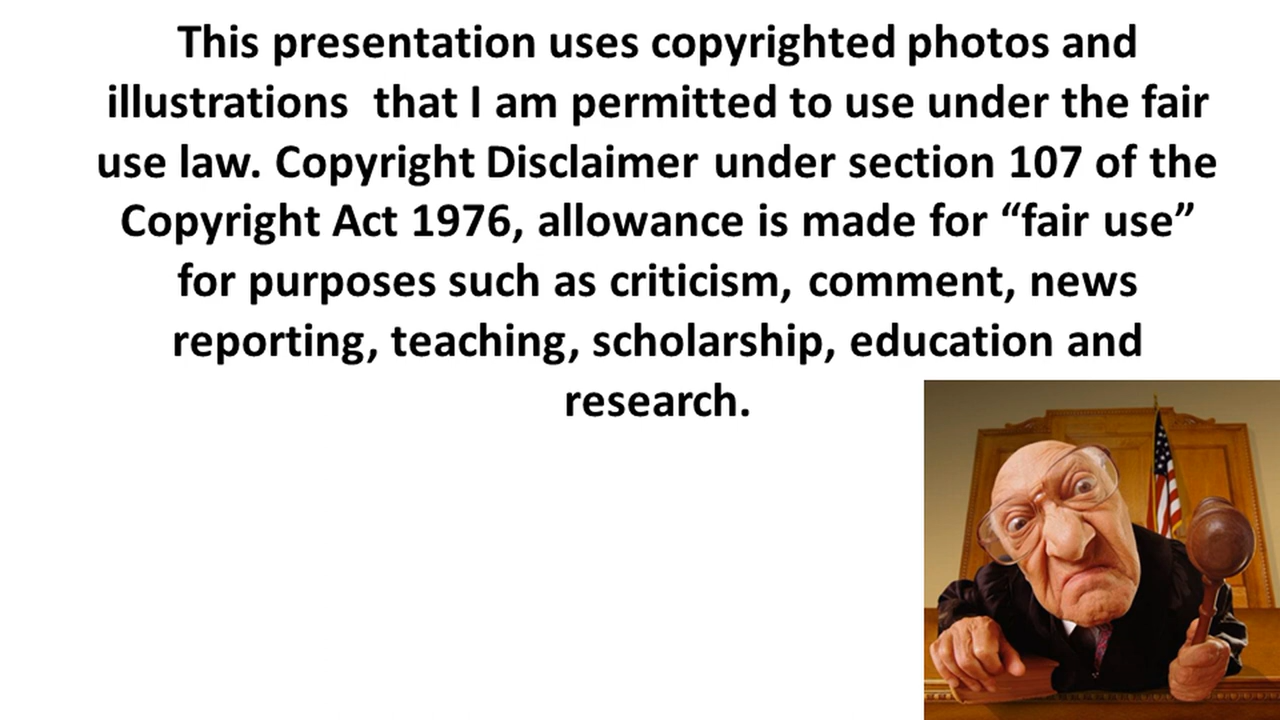 This presentation uses copyrighted photos and
illustrations  that I am permitted to use under the fair
use law. Copyright Disclaimer under section 107 of the
Copyright Act 1976, allowance is made for “fair use”
for purposes such as criticism, comment, news
reporting, teaching, scholarship, education and
research.